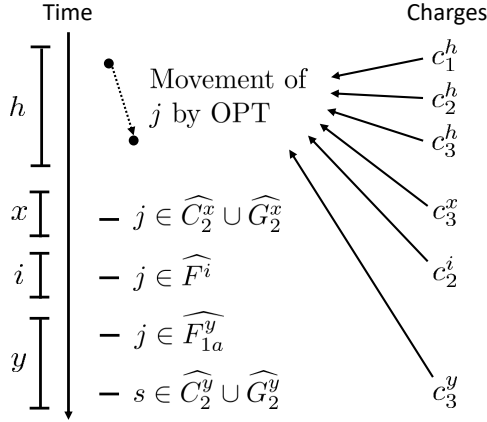 Time
Charges
h
Movement of
j by OPT
c_1^h
c_2^h
c_3^h
x
j ∈ \widehat{C_2^x} ∪ \widehat{G_2^x}
c_3^x
i
j ∈ \widehat{F^i}
c_2^i
y
j ∈ \widehat{F_{1a}^y}
s ∈ \widehat{C_2^y} ∪ \widehat{G_2^y}
c_3^y